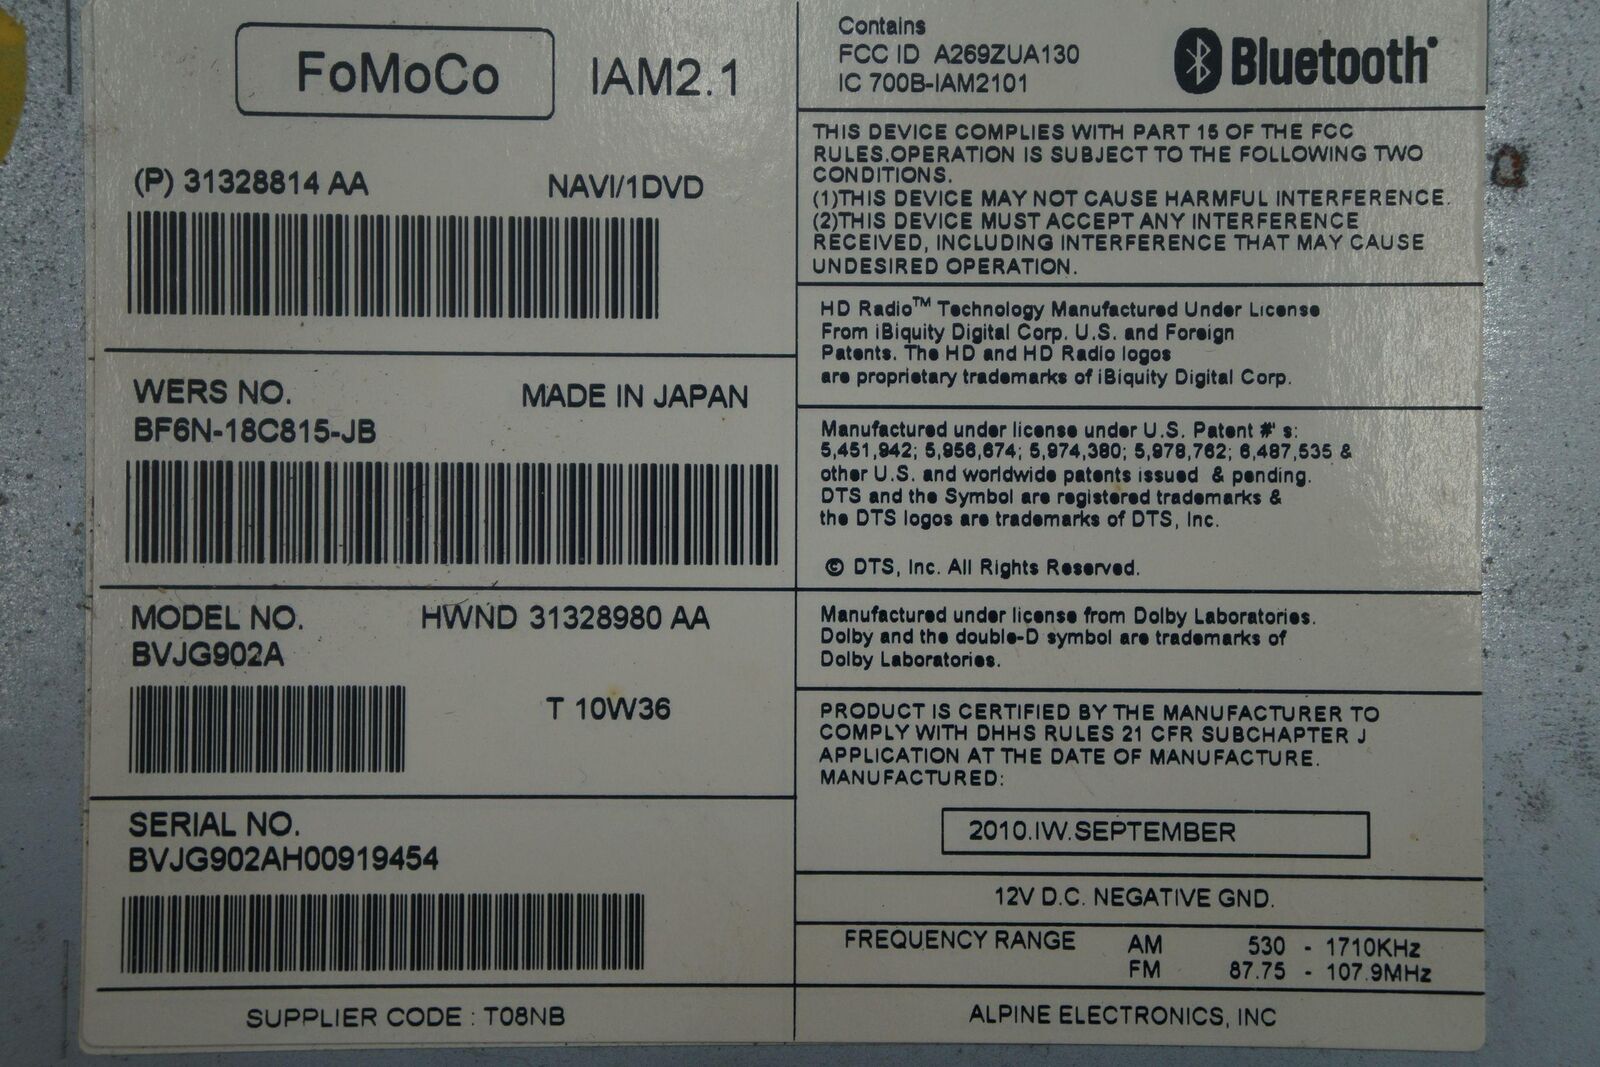 FoMoCo IAM2.1
(P) 31328814 AA NAVI/1DVD
WERS NO. MADE IN JAPAN
BF6N-18C815-JB
MODEL NO. HWND 31328980 AA
BVJG902A
T 10W36
SERIAL NO.
BVJG902AH00919454
SUPPLIER CODE : T08NB
Contains
FCC ID A269ZUA130
IC 700B-IAM2101
Bluetooth
THIS DEVICE COMPLIES WITH PART 15 OF THE FCC
RULES.OPERATION IS SUBJECT TO THE FOLLOWING TWO
CONDITIONS.
(1)THIS DEVICE MAY NOT CAUSE HARMFUL INTERFERENCE.
(2)THIS DEVICE MUST ACCEPT ANY INTERFERENCE
RECEIVED, INCLUDING INTERFERENCE THAT MAY CAUSE
UNDESIRED OPERATION.
HD Radio™ Technology Manufactured Under License
From iBiquity Digital Corp. U.S. and Foreign
Patents. The HD and HD Radio logos
are proprietary trademarks of iBiquity Digital Corp.
Manufactured under license under U.S. Patent #' s:
5,451,942; 5,956,674; 5,974,380; 5,978,762; 6,487,535 &
other U.S. and worldwide patents issued & pending.
DTS and the Symbol are registered trademarks &
the DTS logos are trademarks of DTS, Inc.
© DTS, Inc. All Rights Reserved.
Manufactured under license from Dolby Laboratories.
Dolby and the double-D symbol are trademarks of
Dolby Laboratories.
PRODUCT IS CERTIFIED BY THE MANUFACTURER TO
COMPLY WITH DHHS RULES 21 CFR SUBCHAPTER J
APPLICATION AT THE DATE OF MANUFACTURE.
MANUFACTURED:
2010.IW.SEPTEMBER
12V D.C. NEGATIVE GND.
FREQUENCY RANGE AM 530 - 1710KHz
FM 87.75 - 107.9MHz
ALPINE ELECTRONICS, INC